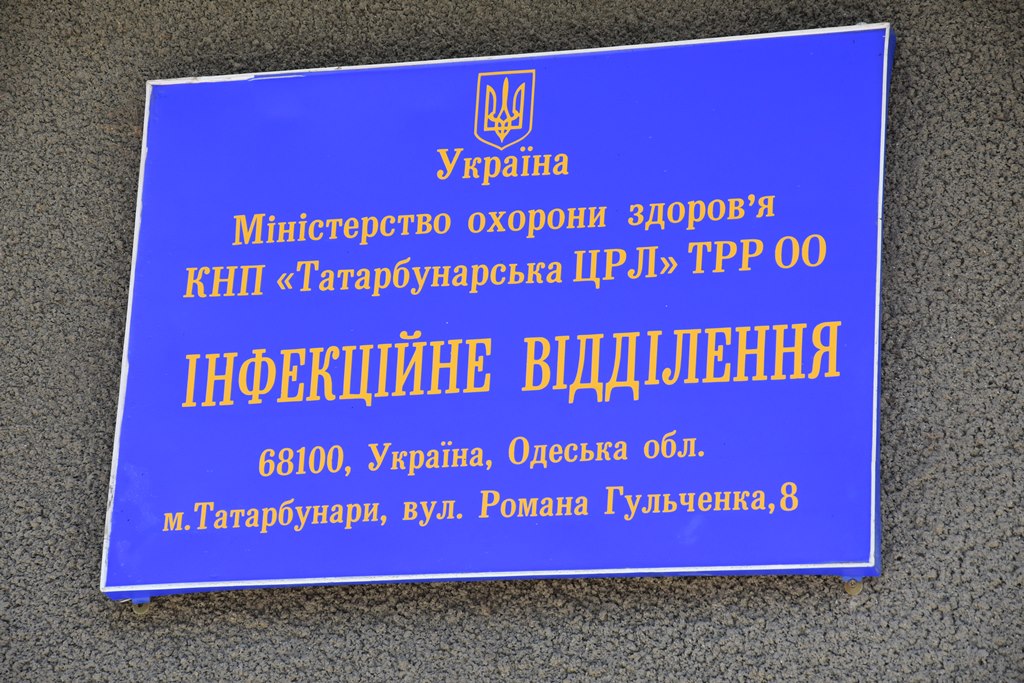 Україна
Міністерство охорони здоров’я
КНП «Татарбунарська ЦРЛ» ТРР ОО
ІНФЕКЦІЙНЕ ВІДДІЛЕННЯ
68100, Україна, Одеська обл.
м.Татарбунари, вул. Романа Гульченка,8